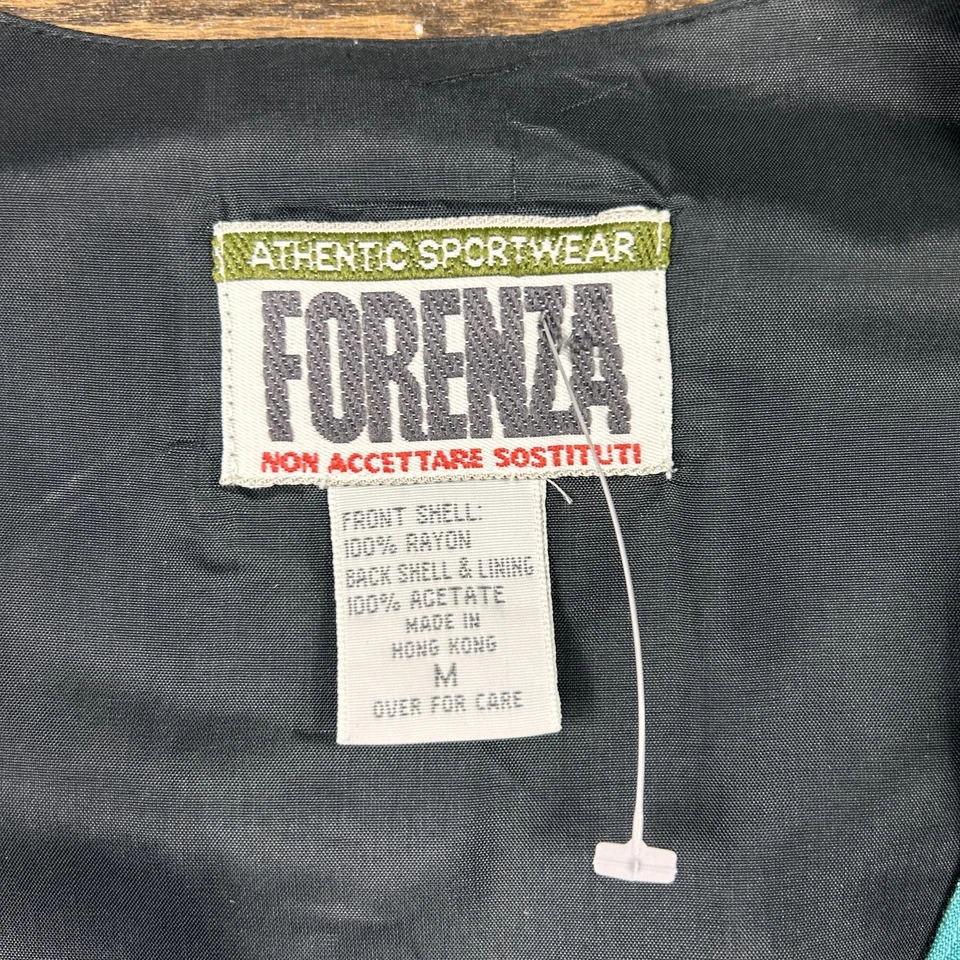 ATHENTIC SPORTWEAR
FORENZA
NON ACCETTARE SOSTITUTI
FRONT SHELL:
100% RAYON
BACK SHELL & LINING
100% ACETATE
MADE IN
HONG KONG
M
OVER FOR CARE